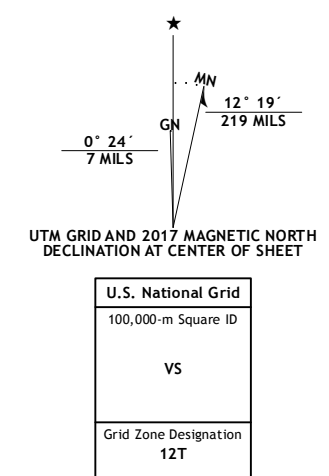 ★
MN
12° 19´
219 MILS
GN
0° 24´
7 MILS
UTM GRID AND 2017 MAGNETIC NORTH
DECLINATION AT CENTER OF SHEET
U.S. National Grid
100,000-m Square ID
VS
Grid Zone Designation
12T